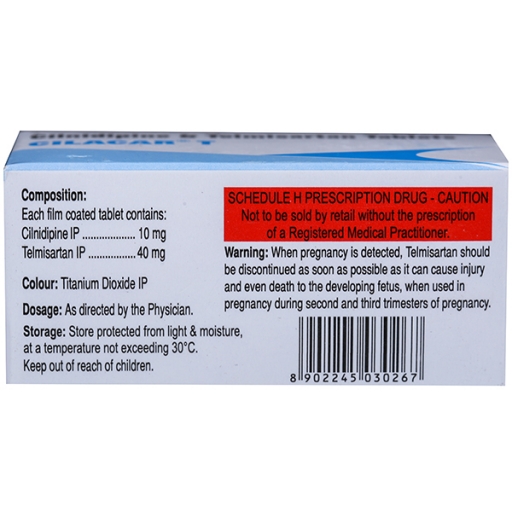 Cilnidipine & Telmisartan Tablets
CILACAR® T
Composition:
Each film coated tablet contains:
Cilnidipine IP .................. 10 mg
Telmisartan IP .................. 40 mg
Colour: Titanium Dioxide IP
Dosage: As directed by the Physician.
Storage: Store protected from light & moisture,
at a temperature not exceeding 30°C.
Keep out of reach of children.
SCHEDULE H PRESCRIPTION DRUG - CAUTION
Not to be sold by retail without the prescription
of a Registered Medical Practitioner.
Warning: When pregnancy is detected, Telmisartan should
be discontinued as soon as possible as it can cause injury
and even death to the developing fetus, when used in
pregnancy during second and third trimesters of pregnancy.
8 902245 030267